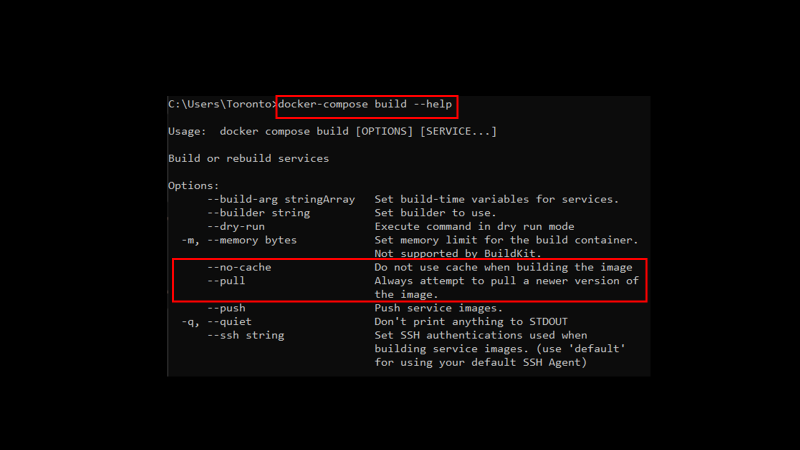 C:\Users\Toronto>docker-compose build --help
Usage:  docker compose build [OPTIONS] [SERVICE...]
Build or rebuild services
Options:
      --build-arg stringArray   Set build-time variables for services.
      --builder string          Set builder to use.
      --dry-run                 Execute command in dry run mode
  -m, --memory bytes            Set memory limit for the build container.
                                Not supported by BuildKit.
      --no-cache                Do not use cache when building the image
      --pull                    Always attempt to pull a newer version of
                                the image.
      --push                    Push service images.
  -q, --quiet                   Don't print anything to STDOUT
      --ssh string              Set SSH authentications used when
                                building service images. (use 'default'
                                for using your default SSH Agent)